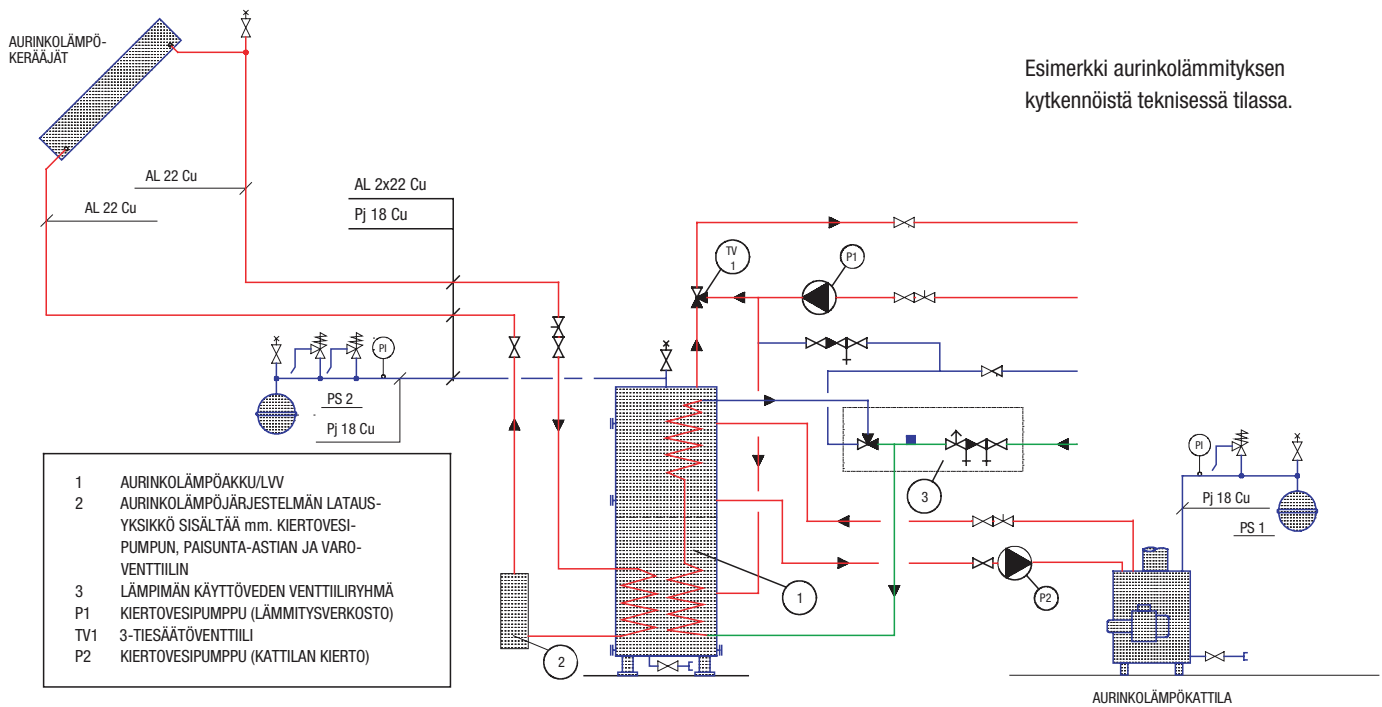 AURINKOLÄMPÖ-
KERÄÄJÄT
Esimerkki aurinkolämmityksen
kytkennöistä teknisessä tilassa.
AL 22 Cu
AL 22 Cu
AL 2x22 Cu
Pj 18 Cu
TV
1
P1
PI
PS 2
Pj 18 Cu
PI
Pj 18 Cu
PS 1
3
1
2
P2
1 AURINKOLÄMPÖAKKU/LVV
2 AURINKOLÄMPÖJÄRJESTELMÄN LATAUS-
YKSIKKÖ SISÄLTÄÄ mm. KIERTOVESI-
PUMPUN, PAISUNTA-ASTIAN JA VARO-
VENTTIILIN
3 LÄMPIMÄN KÄYTTÖVEDEN VENTTIILIRYHMÄ
P1 KIERTOVESIPUMPPU (LÄMMITYSVERKOSTO)
TV1 3-TIESÄÄTÖVENTTIILI
P2 KIERTOVESIPUMPPU (KATTILAN KIERTO)
AURINKOLÄMPÖKATTILA